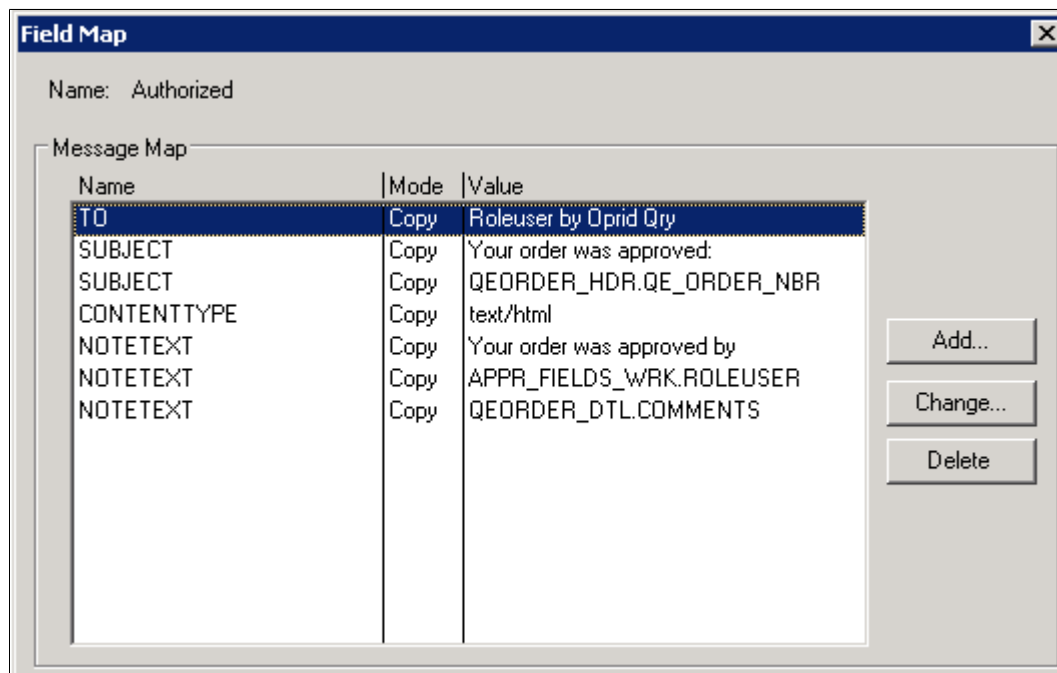 Field Map
Name: Authorized
Message Map
Name Mode Value
TO Copy Roleuser by Oprid Qry
SUBJECT Copy Your order was approved:
SUBJECT Copy QEORDER_HDR.QE_ORDER_NBR
CONTENTTYPE Copy text/html
NOTETEXT Copy Your order was approved by
NOTETEXT Copy APPR_FIELDS_WRK.ROLEUSER
NOTETEXT Copy QEORDER_DTL.COMMENTS
Add...
Change...
Delete